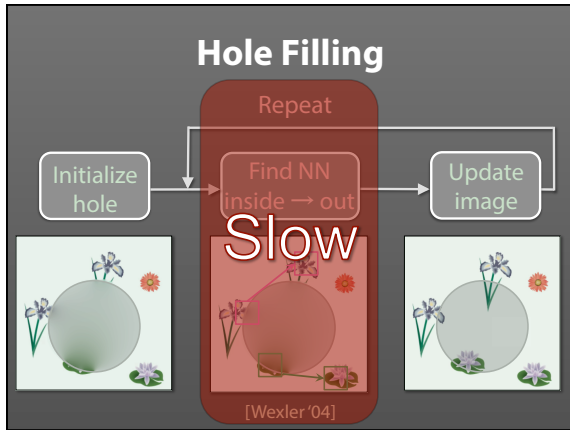 Hole Filling
Repeat
Initialize
hole
Find NN
inside → out
Update
image
Slow
[Wexler '04]